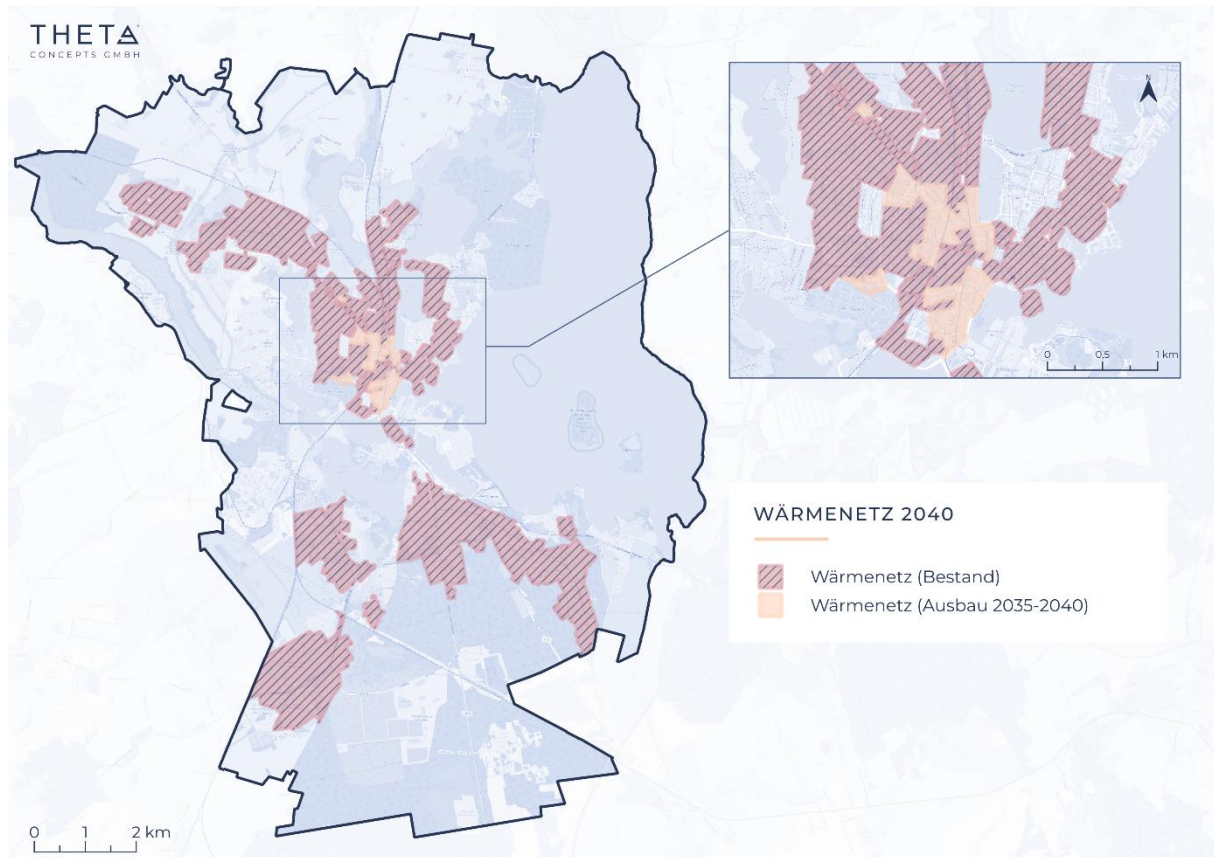 THETA
CONCEPTS GMBH
N
0 0,5 1 km
WÄRMENETZ 2040
Wärmenetz (Bestand)
Wärmenetz (Ausbau 2035-2040)
0 1 2 km